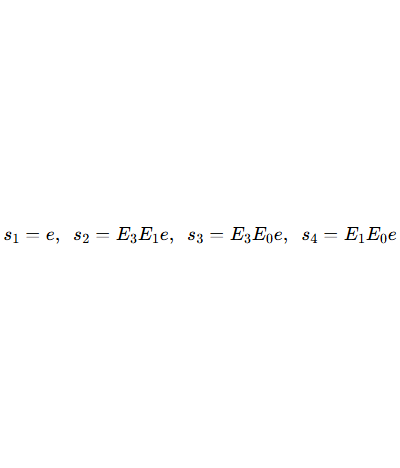 s₁ = e, s₂ = E₃E₁e, s₃ = E₃E₀e, s₄ = E₁E₀e